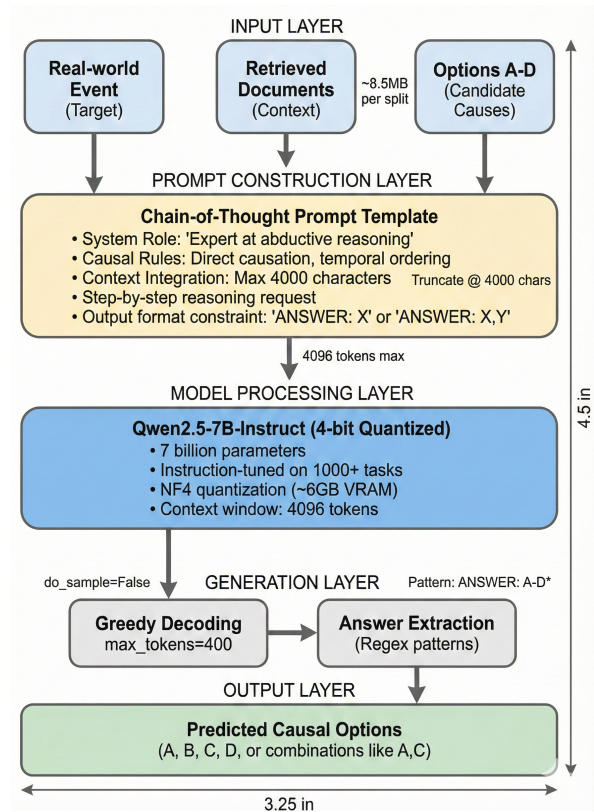 INPUT LAYER
Real-world
Event
(Target)
Retrieved
Documents
(Context)
~8.5MB
per split
Options A-D
(Candidate
Causes)
PROMPT CONSTRUCTION LAYER
Chain-of-Thought Prompt Template
• System Role: 'Expert at abductive reasoning'
• Causal Rules: Direct causation, temporal ordering
• Context Integration: Max 4000 characters Truncate @ 4000 chars
• Step-by-step reasoning request
• Output format constraint: 'ANSWER: X' or 'ANSWER: X,Y'
4096 tokens max
MODEL PROCESSING LAYER
Qwen2.5-7B-Instruct (4-bit Quantized)
• 7 billion parameters
• Instruction-tuned on 1000+ tasks
• NF4 quantization (~6GB VRAM)
• Context window: 4096 tokens
do_sample=False
GENERATION LAYER
Pattern: ANSWER: A-D*
Greedy Decoding
max_tokens=400
Answer Extraction
(Regex patterns)
OUTPUT LAYER
Predicted Causal Options
(A, B, C, D, or combinations like A,C)
4.5 in
3.25 in